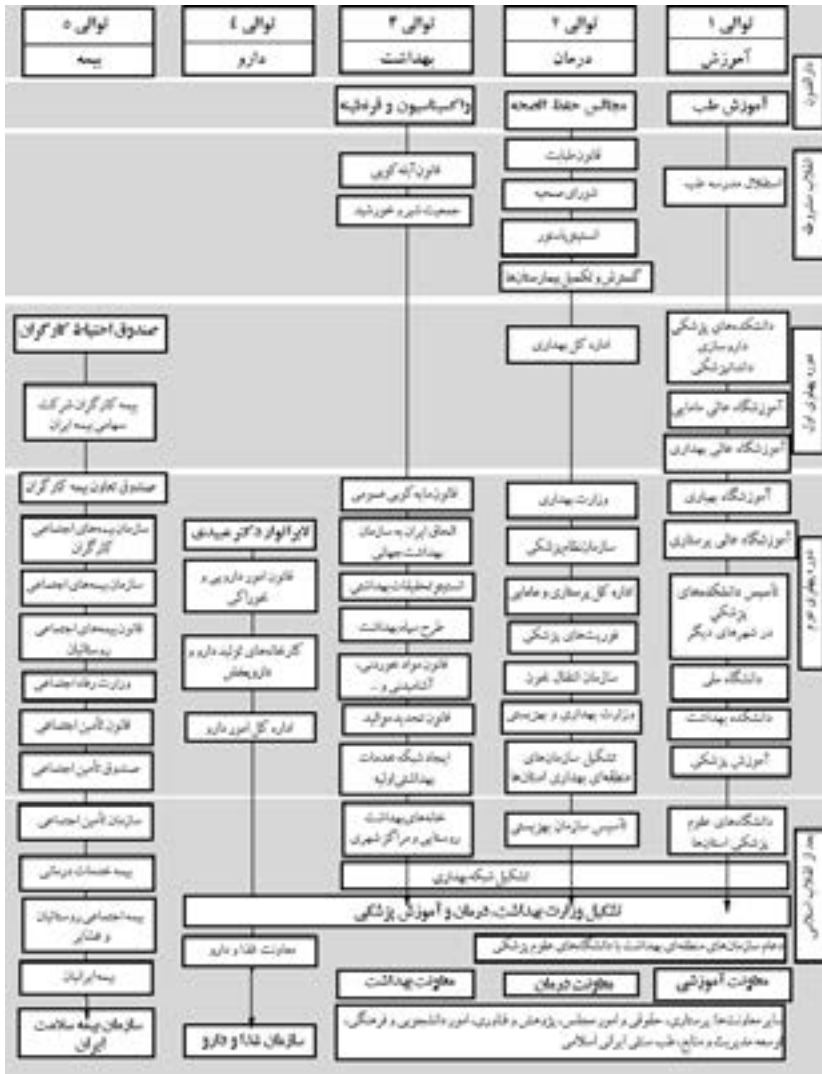 توالی ۱
آموزش
توالی ۲
درمان
توالی ۳
بهداشت
توالی ۴
دارو
توالی ۵
بیمه
دارالفنون
آموزش طب
مجالس حفظ الصحه
واکسیناسیون و قرنطینه
انقلاب مشروطه
استقلال مدرسه طب
قانون طبابت
شورای صحیه
انستیتو پاستور
گسترش و تکمیل بیمارستان‌ها
قانون آبله کوبی
جمعیت شیر و خورشید
دوره پهلوی اول
دانشکده‌های پزشکی
داروسازی
دندانپزشکی
آموزشگاه عالی مامایی
آموزشگاه عالی بهداری
اداره کل بهداری
صندوق احتیاط کارگران
بیمه کارگران شرکت
سهامی بیمه ایران
دوره پهلوی دوم
آموزشگاه بهیاری
آموزشگاه عالی پرستاری
تأسیس دانشکده‌های
پزشکی
در شهرهای دیگر
دانشگاه ملی
دانشکده بهداشت
آموزش پزشکی
وزارت بهداری
سازمان نظام پزشکی
اداره کل پرستاری و مامایی
فوریت‌های پزشکی
سازمان انتقال خون
وزارت بهداری و بهزیستی
تشکیل سازمان‌های
منطقه‌ای بهداری استان‌ها
قانون مایه کوبی عمومی
الحاق ایران به سازمان
بهداشت جهانی
انستیتو تحقیقات بهداشتی
طرح سپاه بهداشت
قانون مواد خوردنی،
آشامیدنی و ...
قانون تحدید موالید
ایجاد شبکه خدمات
بهداشتی اولیه
لابراتوار دکتر عبیدی
قانون امور دارویی و
خوراکی
کارخانه‌های تولید دارو و
داروپخش
اداره کل امور دارو
صندوق تعاون بیمه کارگران
سازمان بیمه‌های اجتماعی
کارگران
سازمان بیمه‌های اجتماعی
قانون بیمه‌های اجتماعی
روستائیان
وزارت رفاه اجتماعی
قانون تأمین اجتماعی
صندوق تأمین اجتماعی
بعد از انقلاب اسلامی
دانشگاه‌های علوم
پزشکی استان‌ها
تأسیس سازمان بهزیستی
خانه‌های بهداشت
روستایی و مراکز شهری
تشکیل شبکه بهداری
تشکیل وزارت بهداشت، درمان و آموزش پزشکی
ادغام سازمان‌های منطقه‌ای بهداشت با دانشگاه‌های علوم پزشکی
معاونت آموزشی
معاونت درمان
معاونت بهداشت
سایر معاونت‌ها: پرستاری، حقوقی و امور مجلس، پژوهش و فناوری، امور دانشجویی و فرهنگی،
توسعه مدیریت و منابع، طب سنتی ایرانی اسلامی
معاونت غذا و دارو
سازمان غذا و دارو
سازمان تأمین اجتماعی
بیمه خدمات درمانی
بیمه اجتماعی روستائیان
و عشایر
بیمه ایرانیان
سازمان بیمه سلامت
ایران